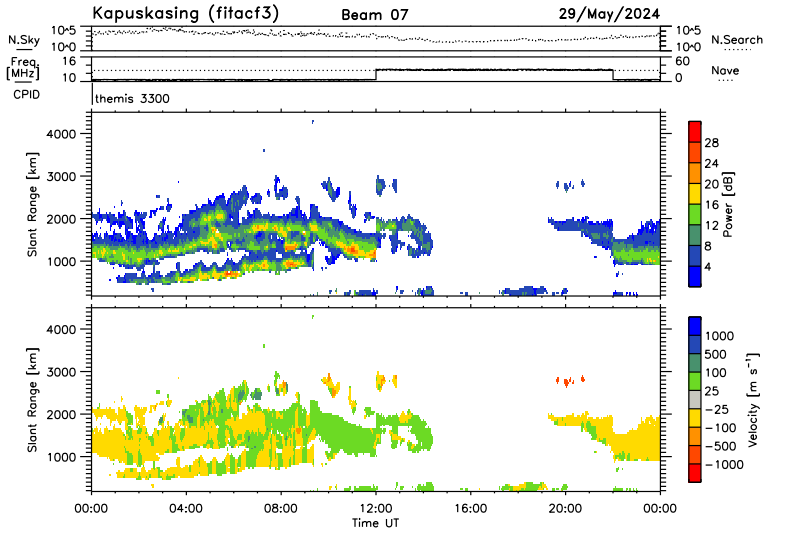 Kapuskasing (fitacf3) Beam 07 29/May/2024
N.Sky 10^5 10^0 10^5 10^0 N.Search
Freq. [MHz] 16 10 60 0 Nave
CPID themis 3300
Slant Range [km] 4000 3000 2000 1000
Power [dB] 28 24 20 16 12 8 4
Slant Range [km] 4000 3000 2000 1000
Velocity [m s⁻¹] 1000 500 100 25 −25 −100 −500 −1000
00:00 04:00 08:00 12:00 16:00 20:00 00:00
Time UT